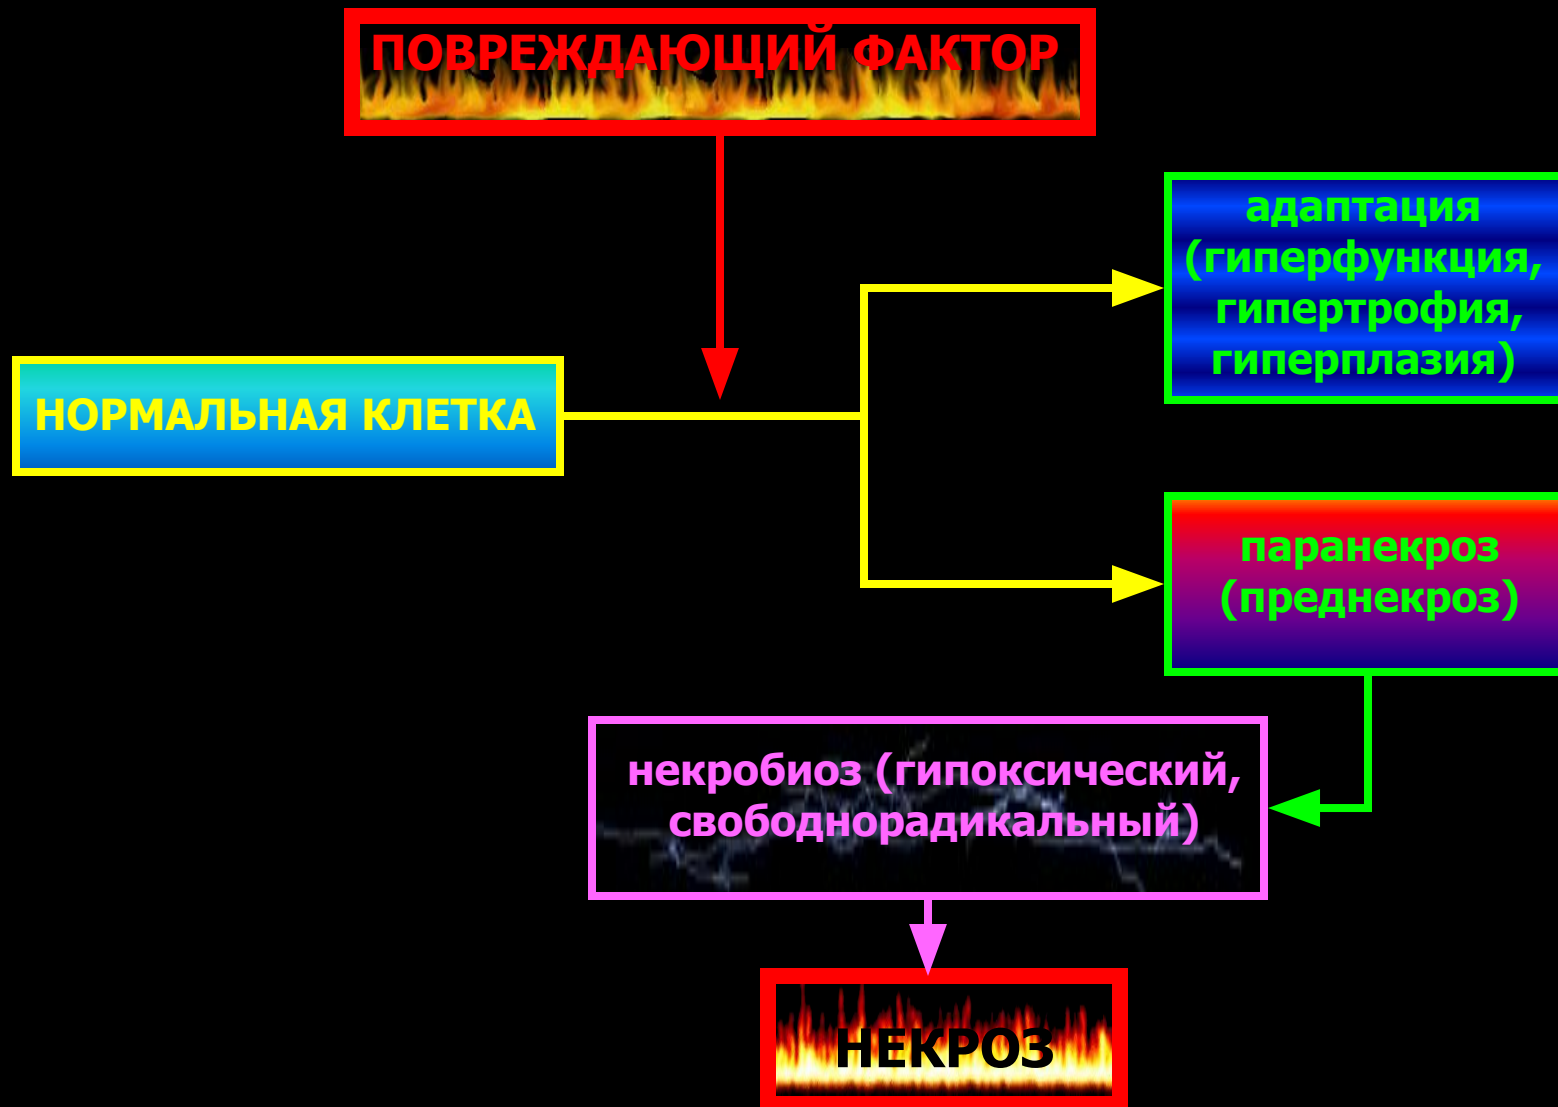 ПОВРЕЖДАЮЩИЙ ФАКТОР
адаптация
(гиперфункция,
гипертрофия,
гиперплазия)
НОРМАЛЬНАЯ КЛЕТКА
паранекроз
(преднекроз)
некробиоз (гипоксический,
свободнорадикальный)
НЕКРОЗ